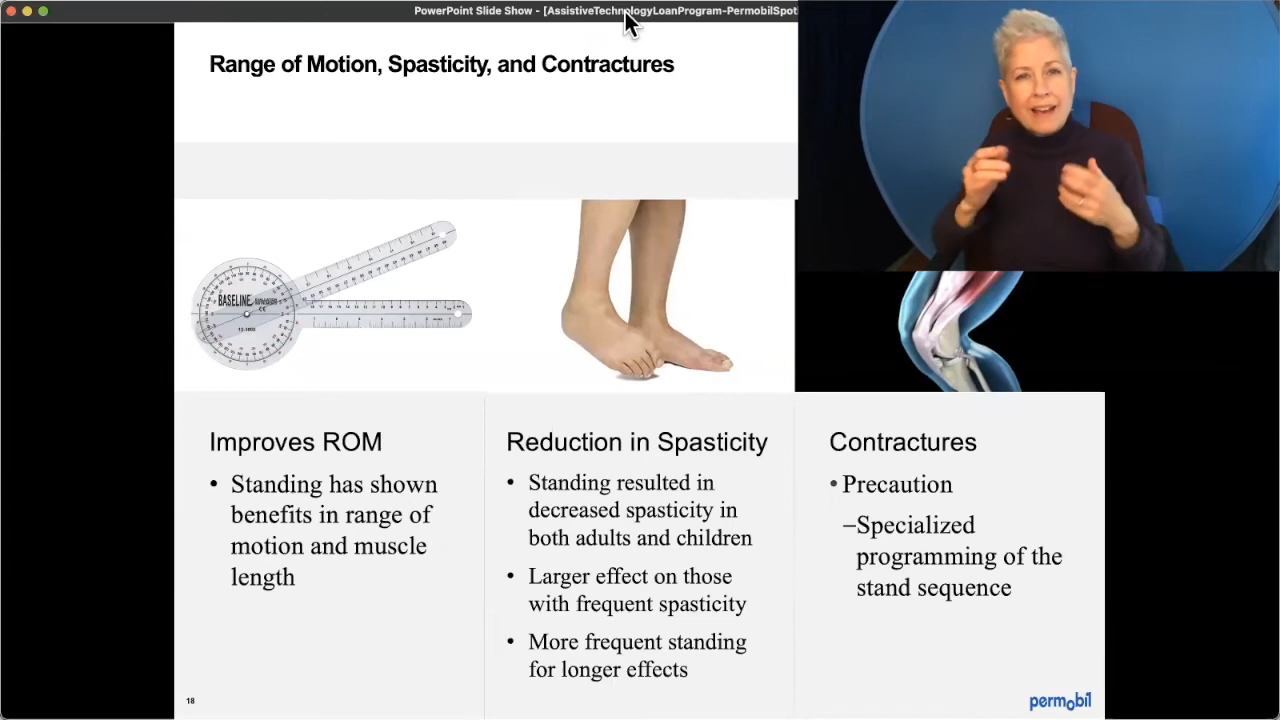 PowerPoint Slide Show - [AssistiveTechnologyLoanProgram-PermobilSpotl
Range of Motion, Spasticity, and Contractures
BASELINE
Improves ROM
• Standing has shown
benefits in range of
motion and muscle
length
Reduction in Spasticity
• Standing resulted in
decreased spasticity in
both adults and children
• Larger effect on those
with frequent spasticity
• More frequent standing
for longer effects
Contractures
• Precaution
–Specialized
programming of the
stand sequence
18
permobil